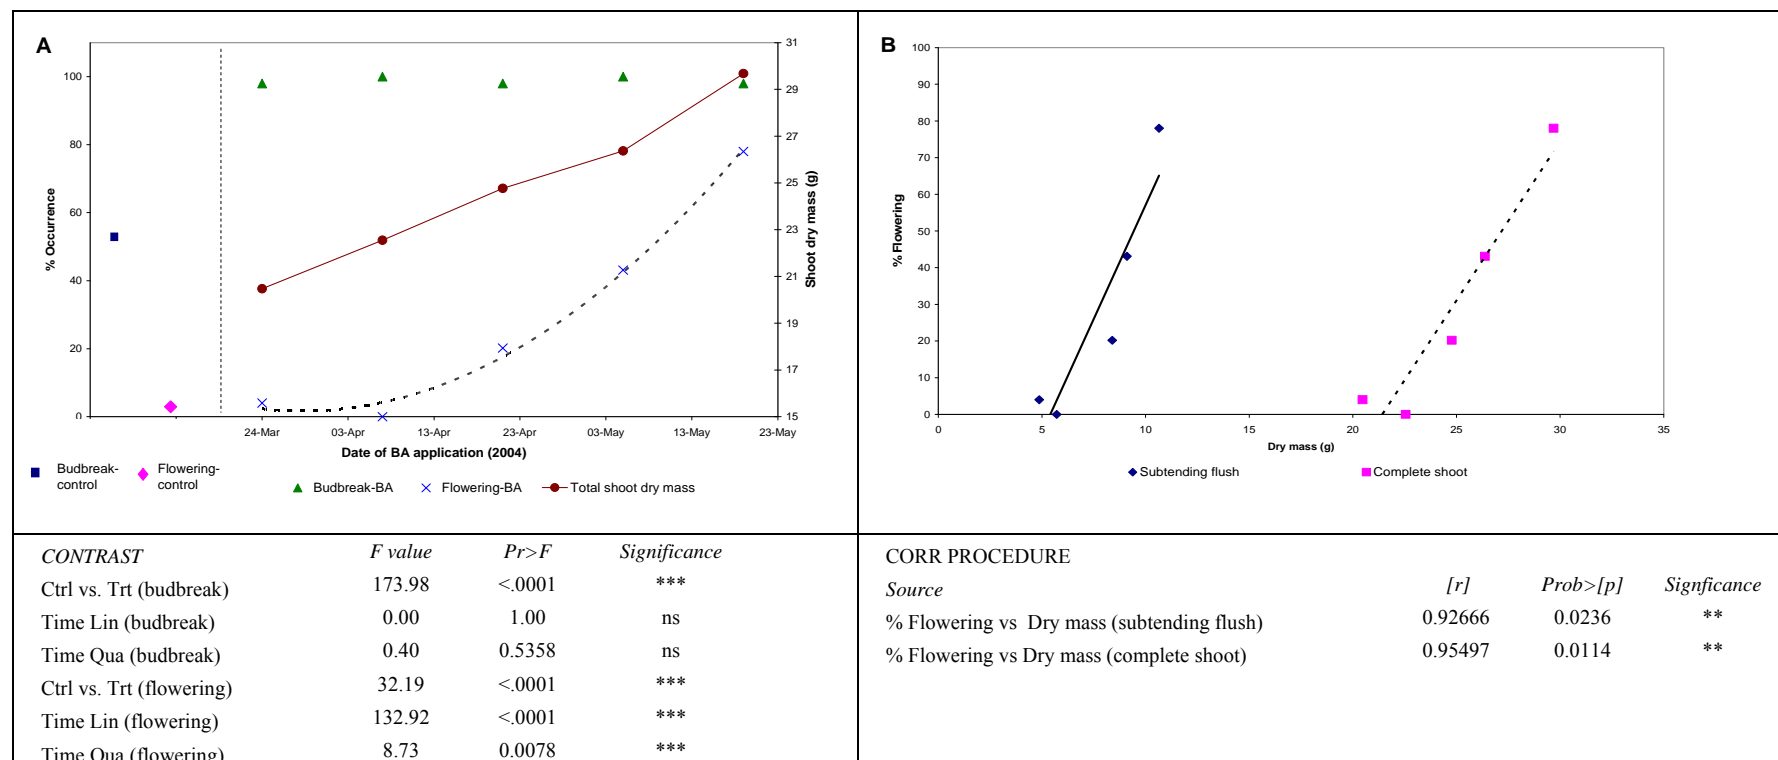 A
% Occurrence
100
80
60
40
20
0
31
29
27
25
23
21
19
17
15
Shoot dry mass (g)
24-Mar 03-Apr 13-Apr 23-Apr 03-May 13-May 23-May
Date of BA application (2004)
Budbreak-control
Flowering-control
Budbreak-BA Flowering-BA Total shoot dry mass
B
% Flowering
100
90
80
70
60
50
40
30
20
10
0
0 5 10 15 20 25 30 35
Dry mass (g)
Subtending flush Complete shoot
CONTRAST F value Pr>F Significance
Ctrl vs. Trt (budbreak) 173.98 <.0001 ***
Time Lin (budbreak) 0.00 1.00 ns
Time Qua (budbreak) 0.40 0.5358 ns
Ctrl vs. Trt (flowering) 32.19 <.0001 ***
Time Lin (flowering) 132.92 <.0001 ***
Time Qua (flowering) 8.73 0.0078 ***
CORR PROCEDURE
Source [r] Prob>[p] Signficance
% Flowering vs Dry mass (subtending flush) 0.92666 0.0236 **
% Flowering vs Dry mass (complete shoot) 0.95497 0.0114 **